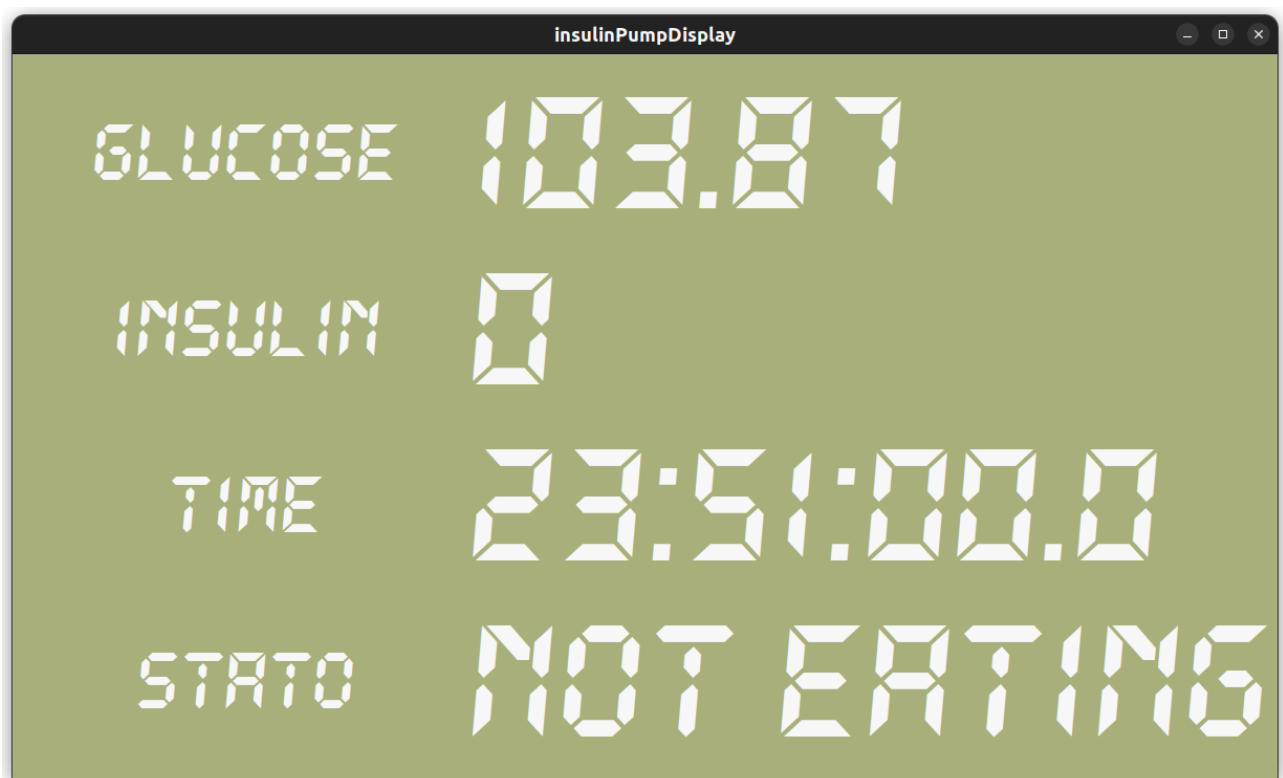 insulinPumpDisplay
GLUCOSE 103.87
INSULIN 0
TIME 23:51:00.0
STATO NOT EATING